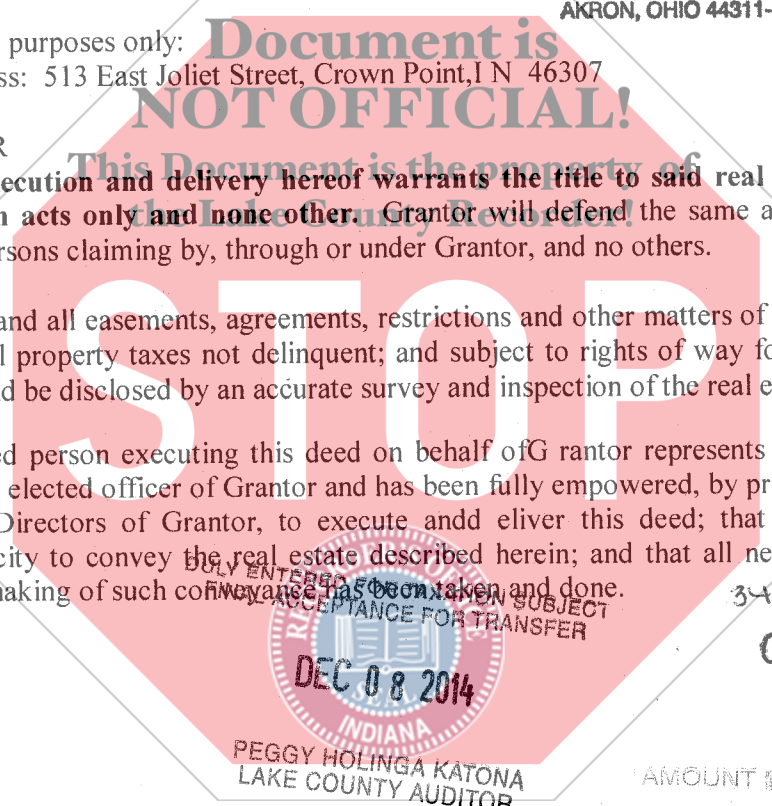 AKRON, OHIO 44311-
purposes only:
Document is
ss: 513 East Joliet Street, Crown Point,I N 46307
NOT OFFICIAL!
R
This Document is the property of
ecution and delivery hereof warrants the title to said real
the Lake County Recorder!
n acts only and none other. Grantor will defend the same a
rsons claiming by, through or under Grantor, and no others.
STOP
and all easements, agreements, restrictions and other matters of
l property taxes not delinquent; and subject to rights of way fo
d be disclosed by an accurate survey and inspection of the real e
ed person executing this deed on behalf ofG rantor represents
elected officer of Grantor and has been fully empowered, by pr
Directors of Grantor, to execute andd eliver this deed; that
city to convey the real estate described herein; and that all ne
naking of such conveyance has been taken and done.
DULY ENTERED FOR TAXATION SUBJECT
FINAL ACCEPTANCE FOR TRANSFER
34
DEC 08 2014
SEAL
INDIANA
PEGGY HOLINGA KATONA
LAKE COUNTY AUDITOR
AMOUNT